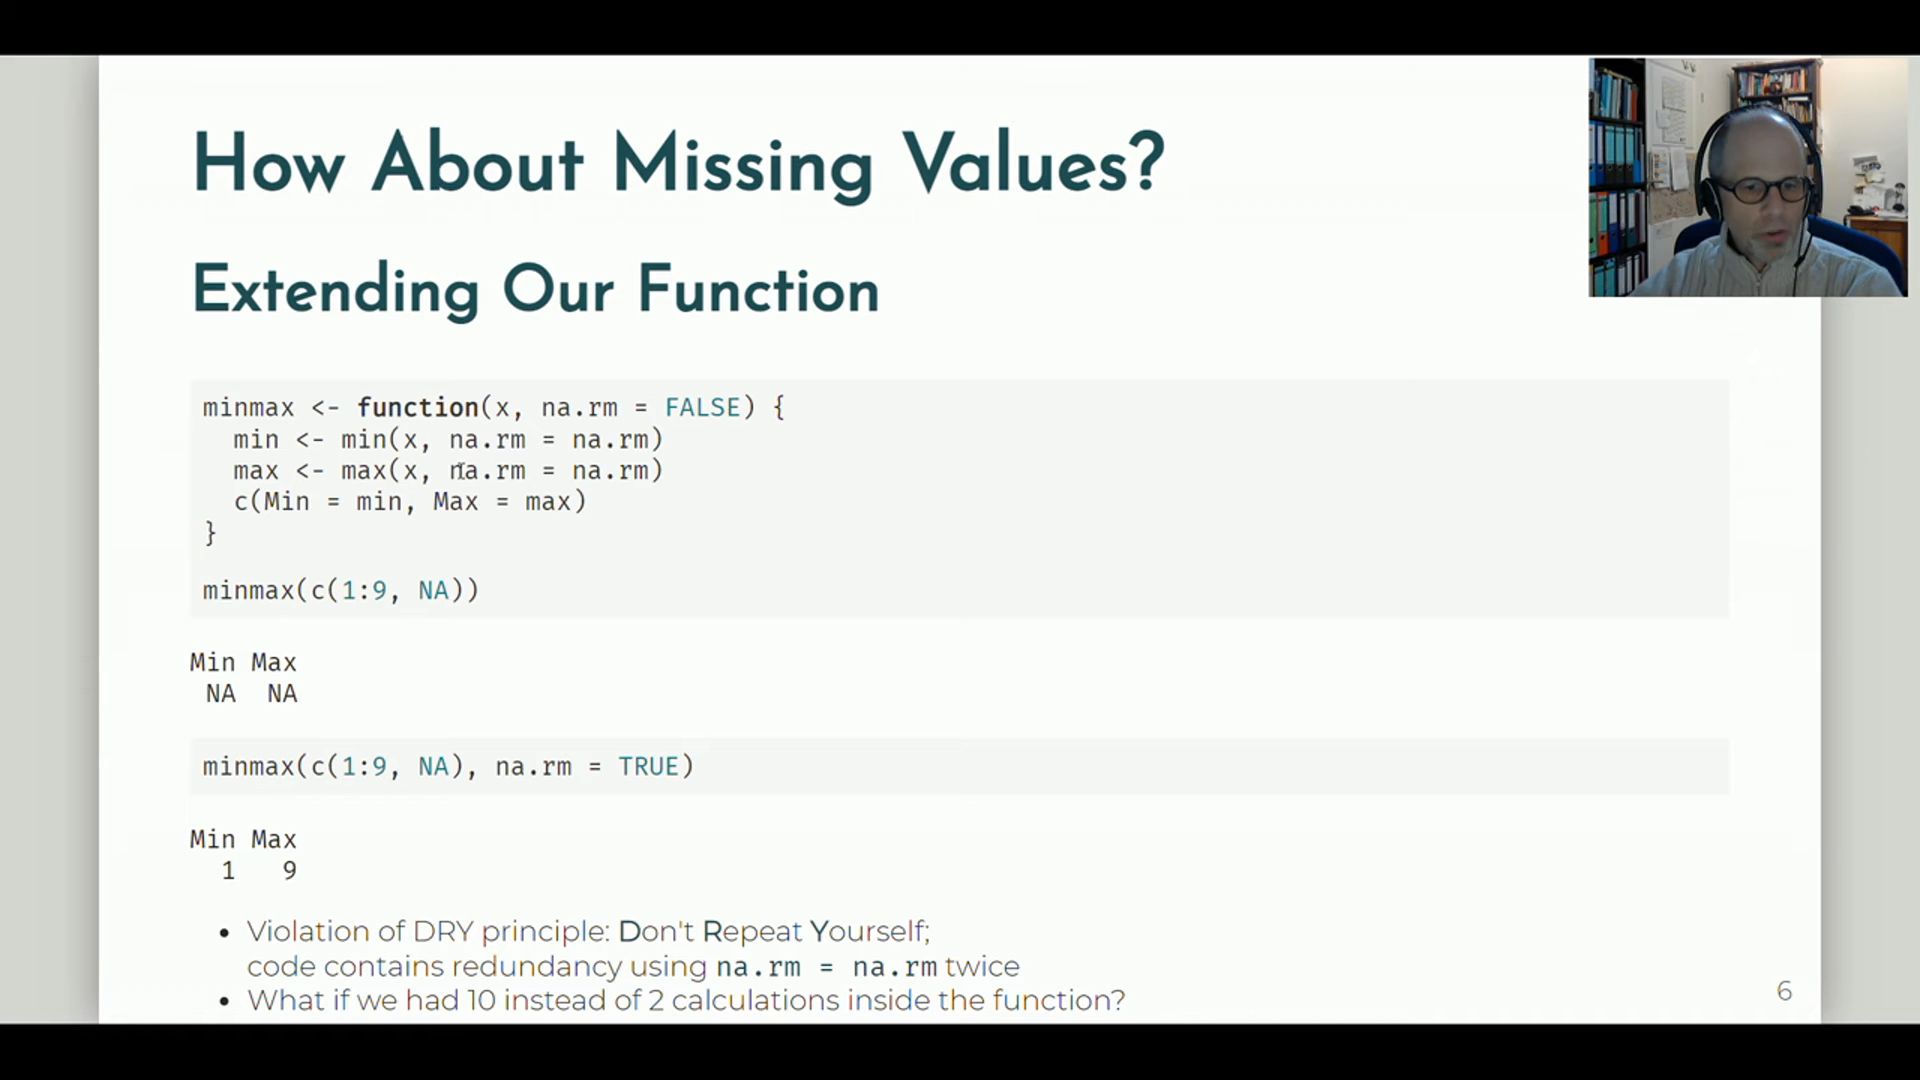 How About Missing Values?
Extending Our Function
minmax <- function(x, na.rm = FALSE) {
  min <- min(x, na.rm = na.rm)
  max <- max(x, na.rm = na.rm)
  c(Min = min, Max = max)
}
minmax(c(1:9, NA))
Min Max
 NA  NA
minmax(c(1:9, NA), na.rm = TRUE)
Min Max
  1   9
• Violation of DRY principle: Don't Repeat Yourself;
code contains redundancy using na.rm = na.rm twice
• What if we had 10 instead of 2 calculations inside the function?
6